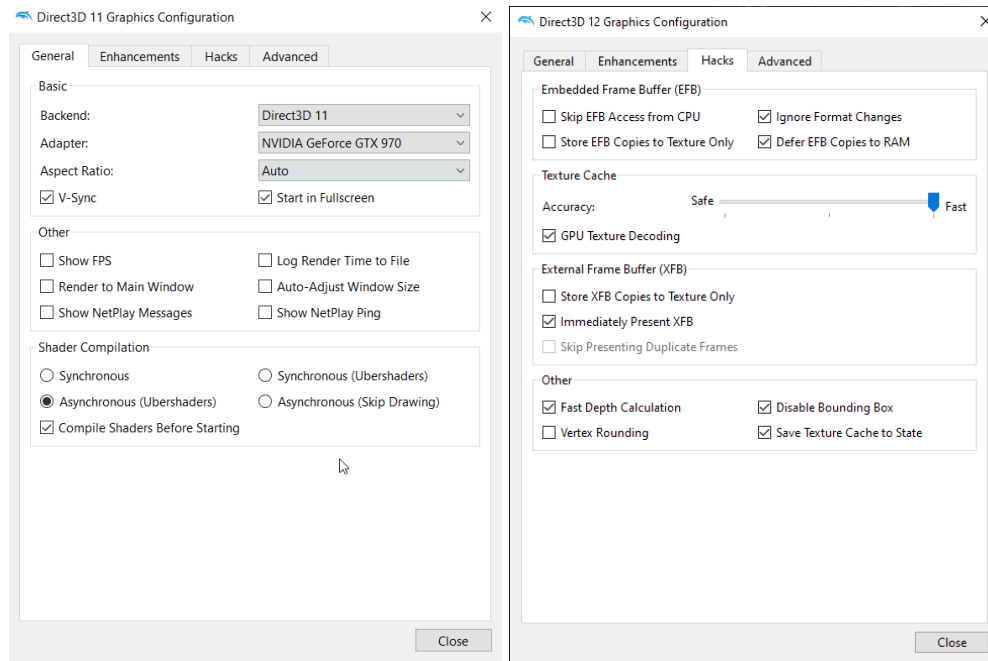 Direct3D 11 Graphics Configuration
General Enhancements Hacks Advanced
Basic
Backend: Direct3D 11
Adapter: NVIDIA GeForce GTX 970
Aspect Ratio: Auto
V-Sync Start in Fullscreen
Other
Show FPS Log Render Time to File
Render to Main Window Auto-Adjust Window Size
Show NetPlay Messages Show NetPlay Ping
Shader Compilation
Synchronous Synchronous (Ubershaders)
Asynchronous (Ubershaders) Asynchronous (Skip Drawing)
Compile Shaders Before Starting
Close
Direct3D 12 Graphics Configuration
General Enhancements Hacks Advanced
Embedded Frame Buffer (EFB)
Skip EFB Access from CPU Ignore Format Changes
Store EFB Copies to Texture Only Defer EFB Copies to RAM
Texture Cache
Accuracy: Safe Fast
GPU Texture Decoding
External Frame Buffer (XFB)
Store XFB Copies to Texture Only
Immediately Present XFB
Skip Presenting Duplicate Frames
Other
Fast Depth Calculation Disable Bounding Box
Vertex Rounding Save Texture Cache to State
Close